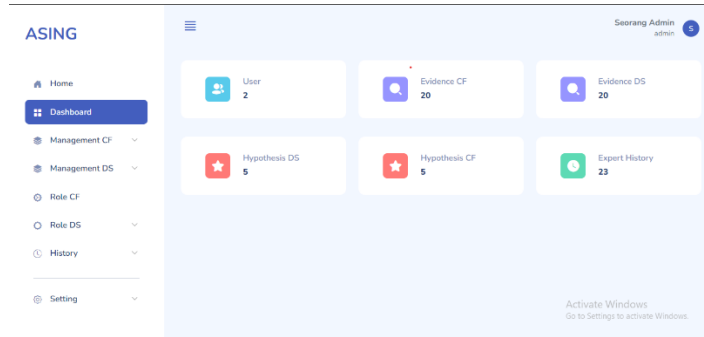 ASING
Seorang Admin
admin
S
Home
Dashboard
Management CF
Management DS
Role CF
Role DS
History
Setting
User
2
Evidence CF
20
Evidence DS
20
Hypothesis DS
5
Hypothesis CF
5
Expert History
23
Activate Windows
Go to Settings to activate Windows